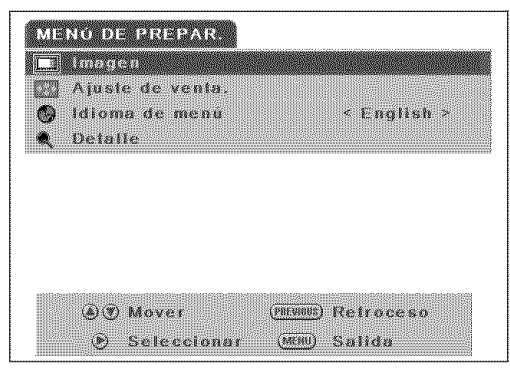 MENÚ DE PREPAR.
Imagen
Ajuste de venta.
Idioma de menú < English >
Detalle
Mover PREVIOUS Retroceso
Seleccionar MENU Salida